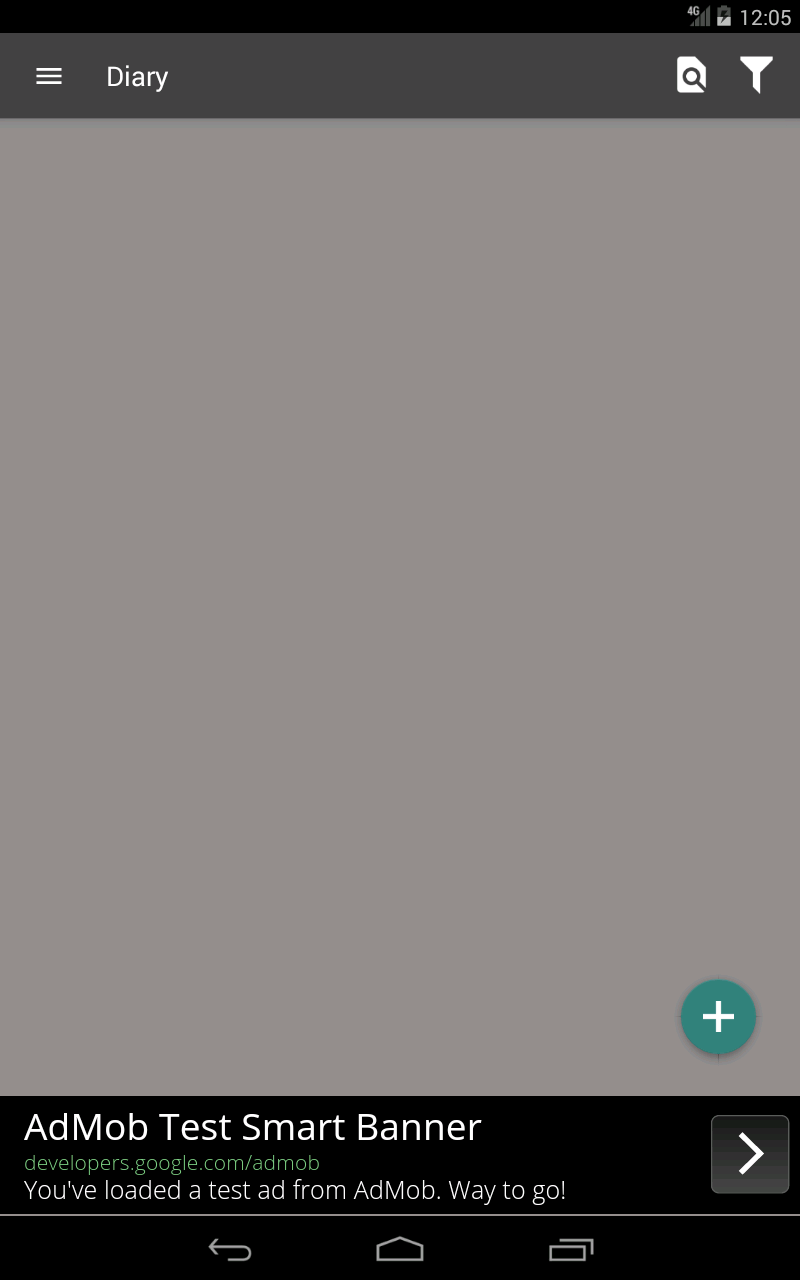 4G 12:05
Diary
AdMob Test Smart Banner
developers.google.com/admob
You've loaded a test ad from AdMob. Way to go!